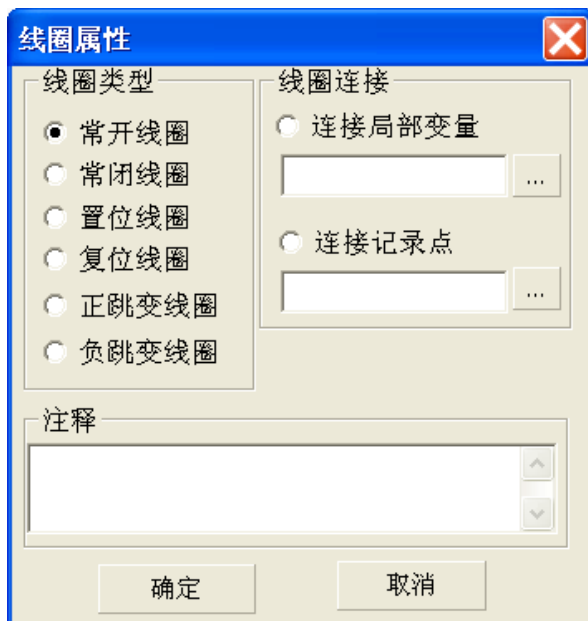 线圈属性
线圈类型
常开线圈
常闭线圈
置位线圈
复位线圈
正跳变线圈
负跳变线圈
线圈连接
连接局部变量
...
连接记录点
...
注释
确定
取消